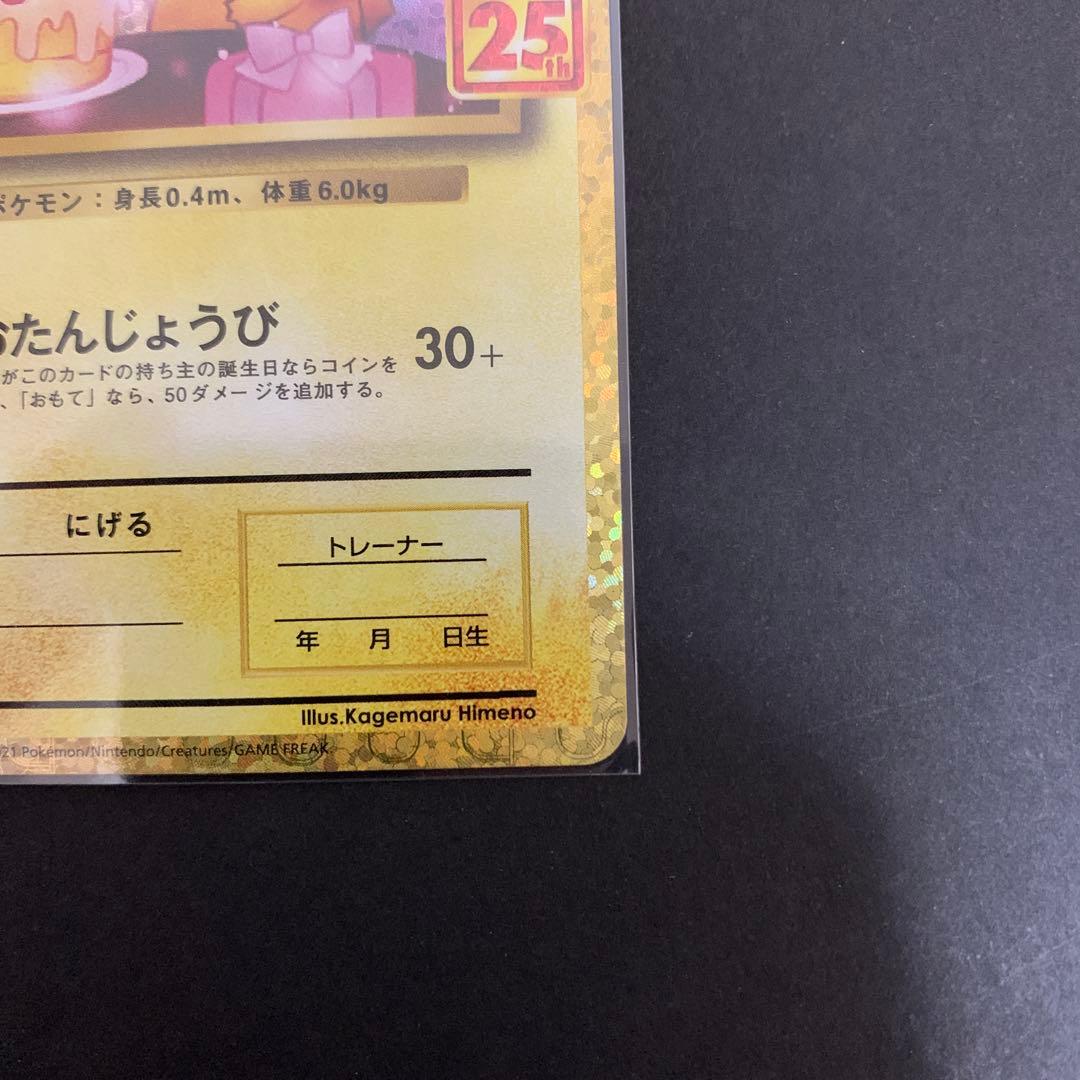 25th
ポケモン：身長0.4m、体重6.0kg
おたんじょうび
30+
がこのカードの持ち主の誕生日ならコインを
、「おもて」なら、50ダメージを追加する。
にげる
トレーナー
年 月 日生
Illus.Kagemaru Himeno
21 Pokémon/Nintendo/Creatures/GAME FREAK